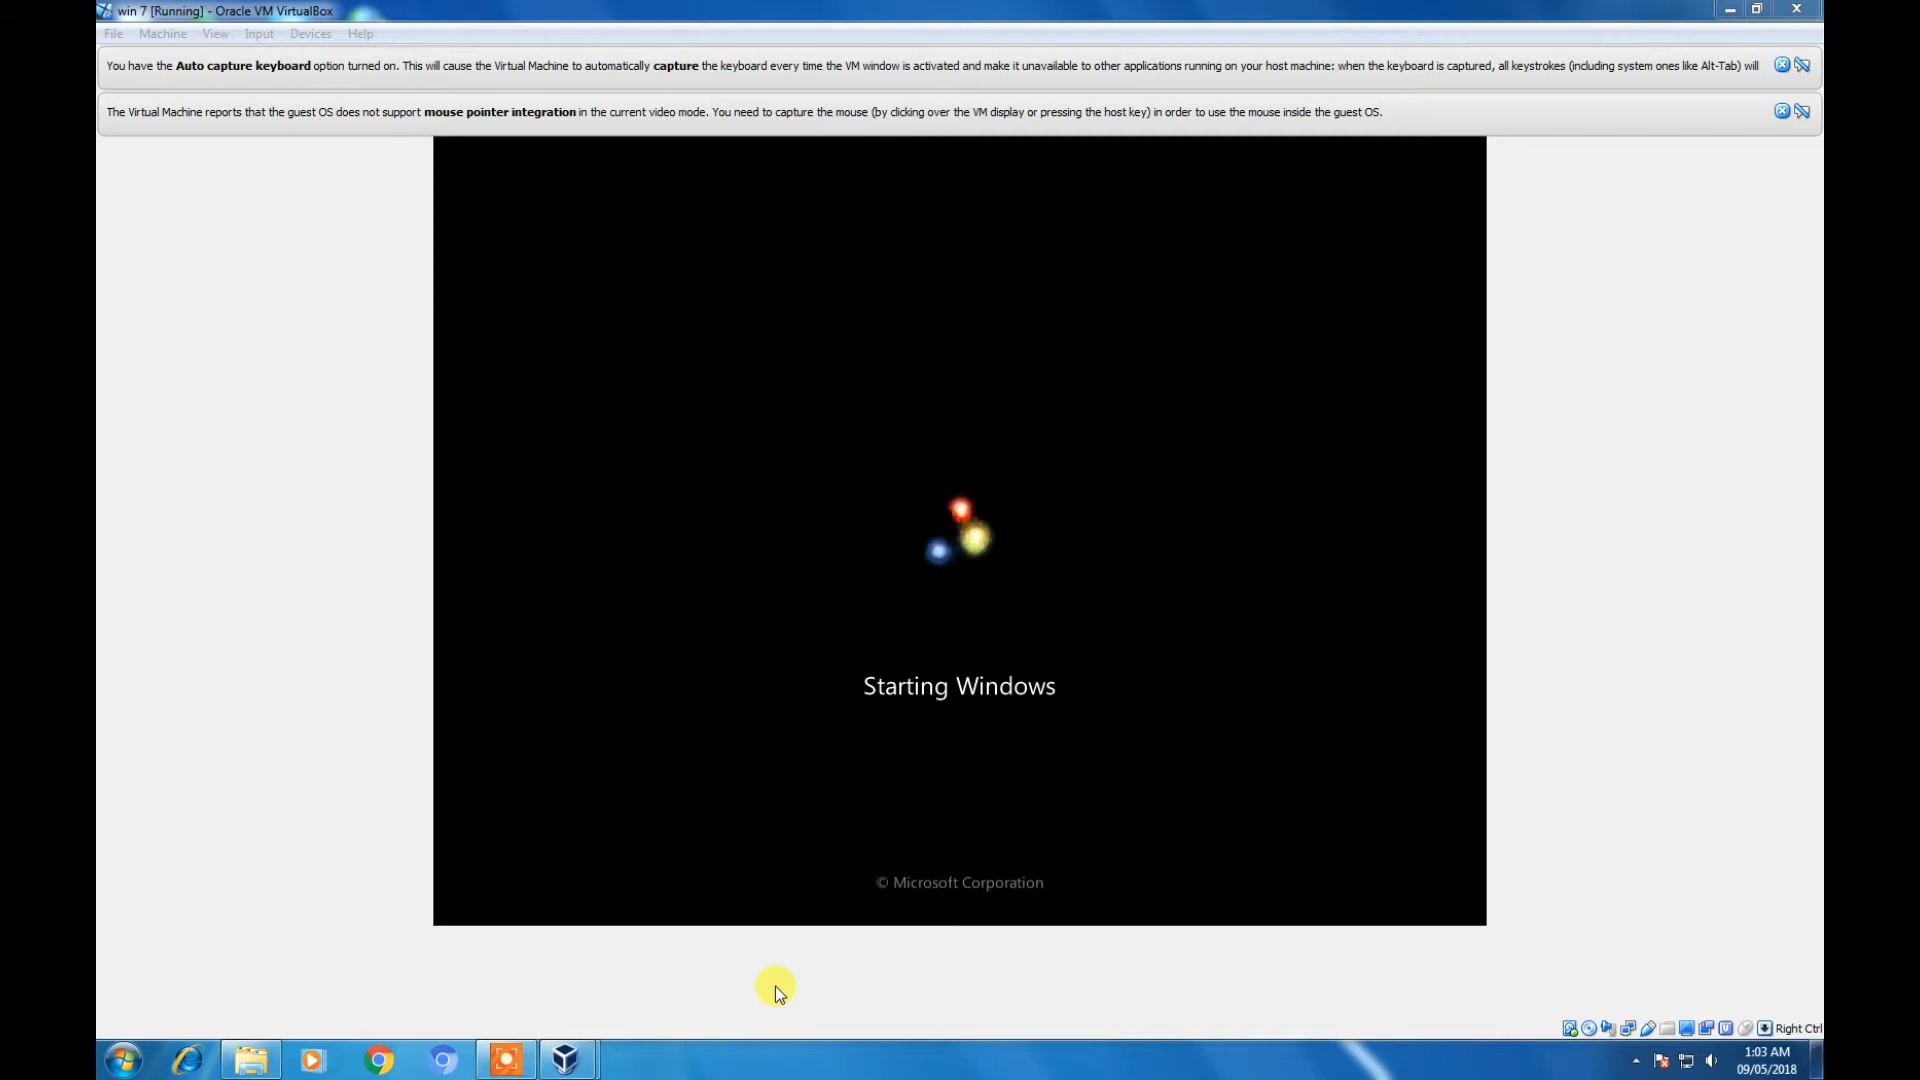 win 7 [Running] - Oracle VM VirtualBox
File Machine View Input Devices Help
You have the Auto capture keyboard option turned on. This will cause the Virtual Machine to automatically capture the keyboard every time the VM window is activated and make it unavailable to other applications running on your host machine: when the keyboard is captured, all keystrokes (including system ones like Alt-Tab) will
The Virtual Machine reports that the guest OS does not support mouse pointer integration in the current video mode. You need to capture the mouse (by clicking over the VM display or pressing the host key) in order to use the mouse inside the guest OS.
Starting Windows
© Microsoft Corporation
Right Ctrl
1:03 AM
09/05/2018